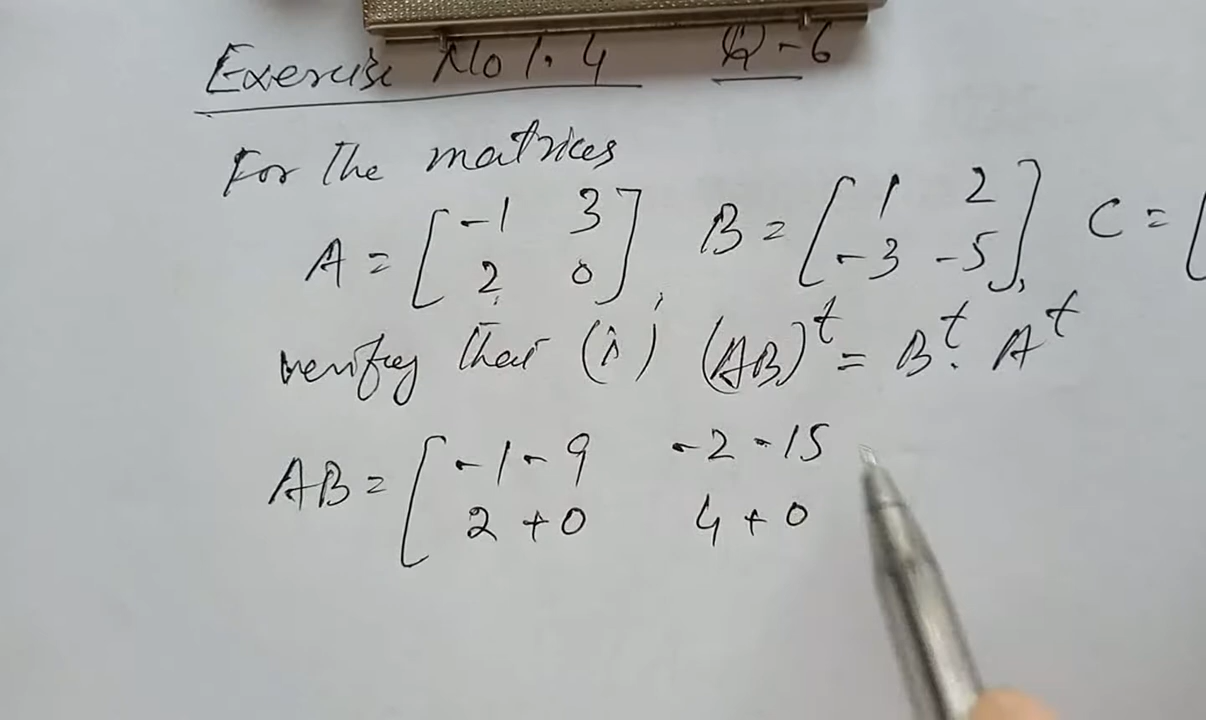 Exercise No 1.4 Q-6
For The matrices
A = [ -1 3
2 0 ], B = [ 1 2
-3 -5 ], C = [
verify that (i) (AB)^t = B^t. A^t
AB = [ -1-9 -2-15
2+0 4+0